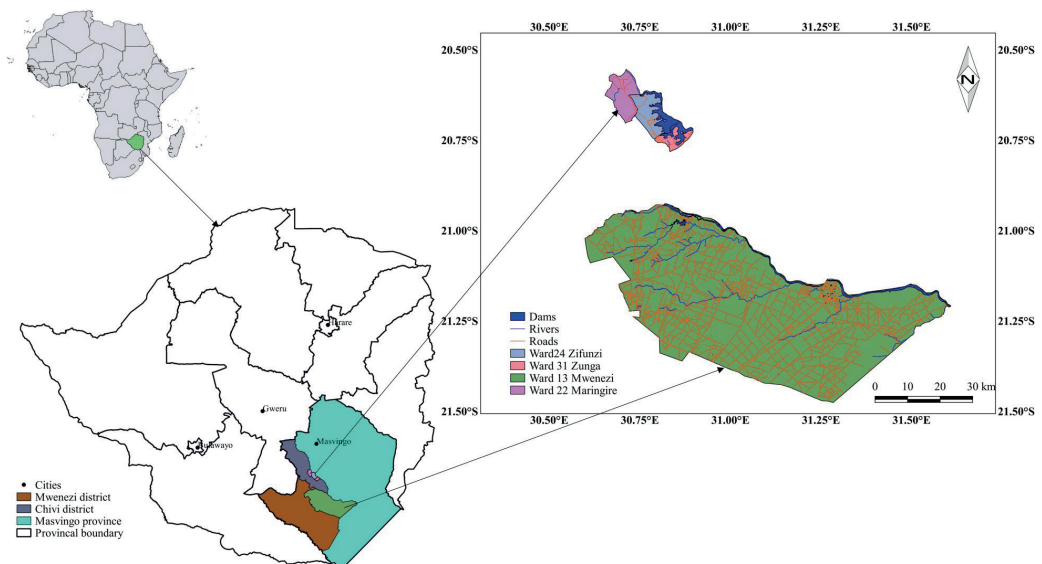 30.50°E 30.75°E 31.00°E 31.25°E 31.50°E
20.50°S 20.50°S
N
20.75°S 20.75°S
21.00°S 21.00°S
21.25°S 21.25°S
21.50°S 21.50°S
Dams
Rivers
Roads
Ward24 Zifunzi
Ward 31 Zunga
Ward 13 Mwenezi
Ward 22 Maringire
0 10 20 30 km
30.50°E 30.75°E 31.00°E 31.25°E 31.50°E
Harare
Gweru
Bulawayo
Masvingo
Cities
Mwenezi district
Chivi district
Masvingo province
Provincal boundary